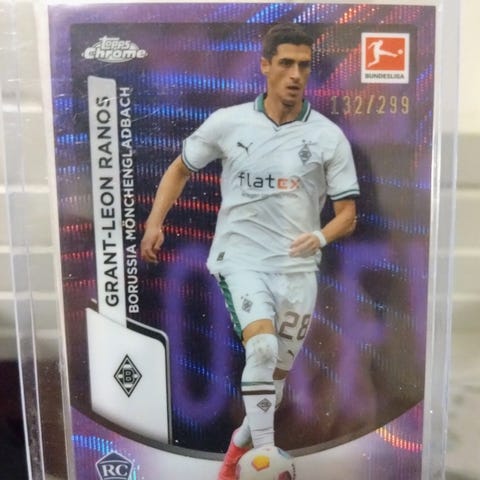 Topps
Chrome
BUNDESLIGA
132/299
GRANT-LEON RANOS
BORUSSIA MÖNCHENGLADBACH
flatex
28
B
RC